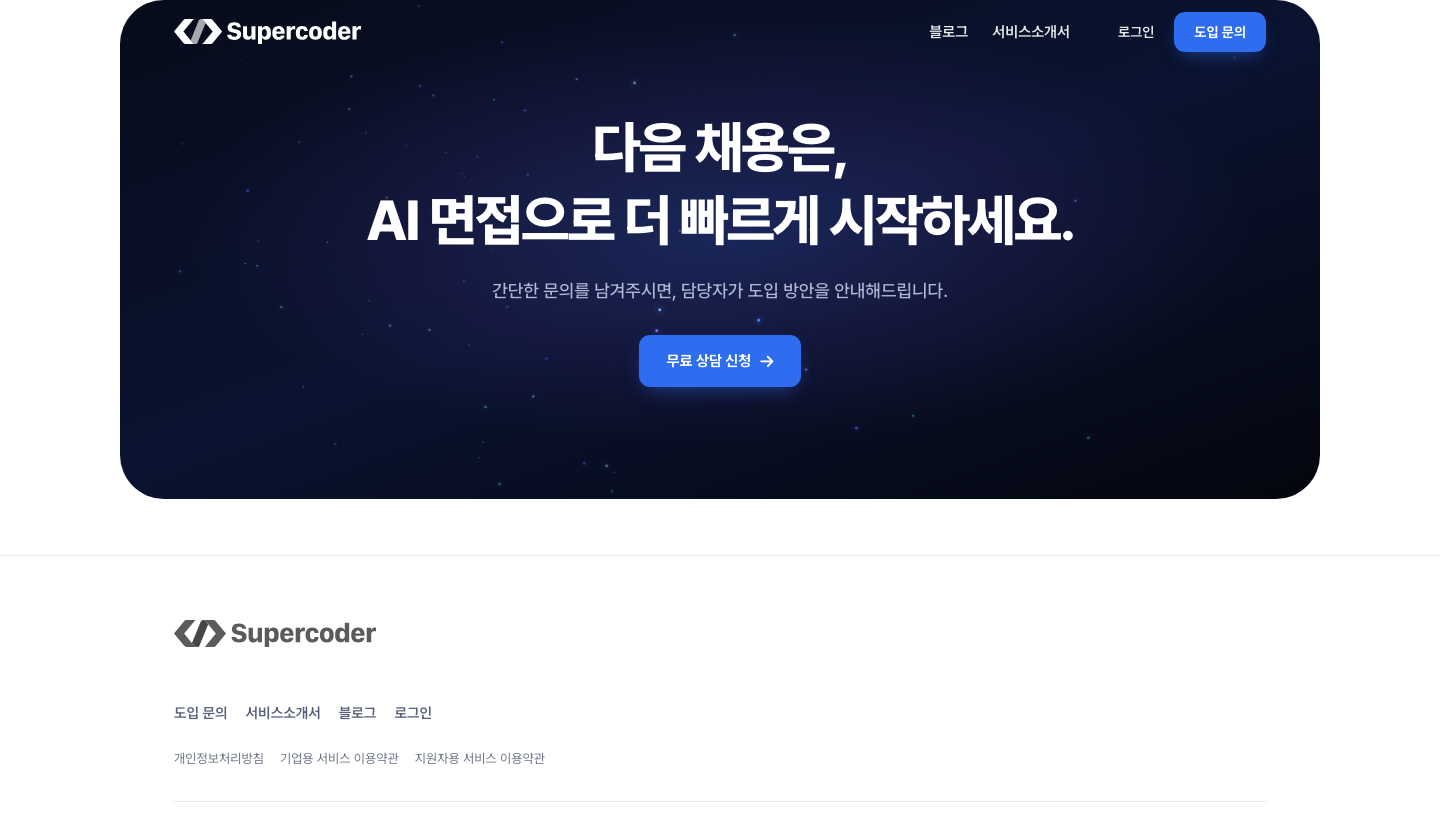 Supercoder
블로그 서비스소개서 로그인 도입 문의
다음 채용은,
AI 면접으로 더 빠르게 시작하세요.
간단한 문의를 남겨주시면, 담당자가 도입 방안을 안내해드립니다.
무료 상담 신청 →
Supercoder
도입 문의 서비스소개서 블로그 로그인
개인정보처리방침 기업용 서비스 이용약관 지원자용 서비스 이용약관